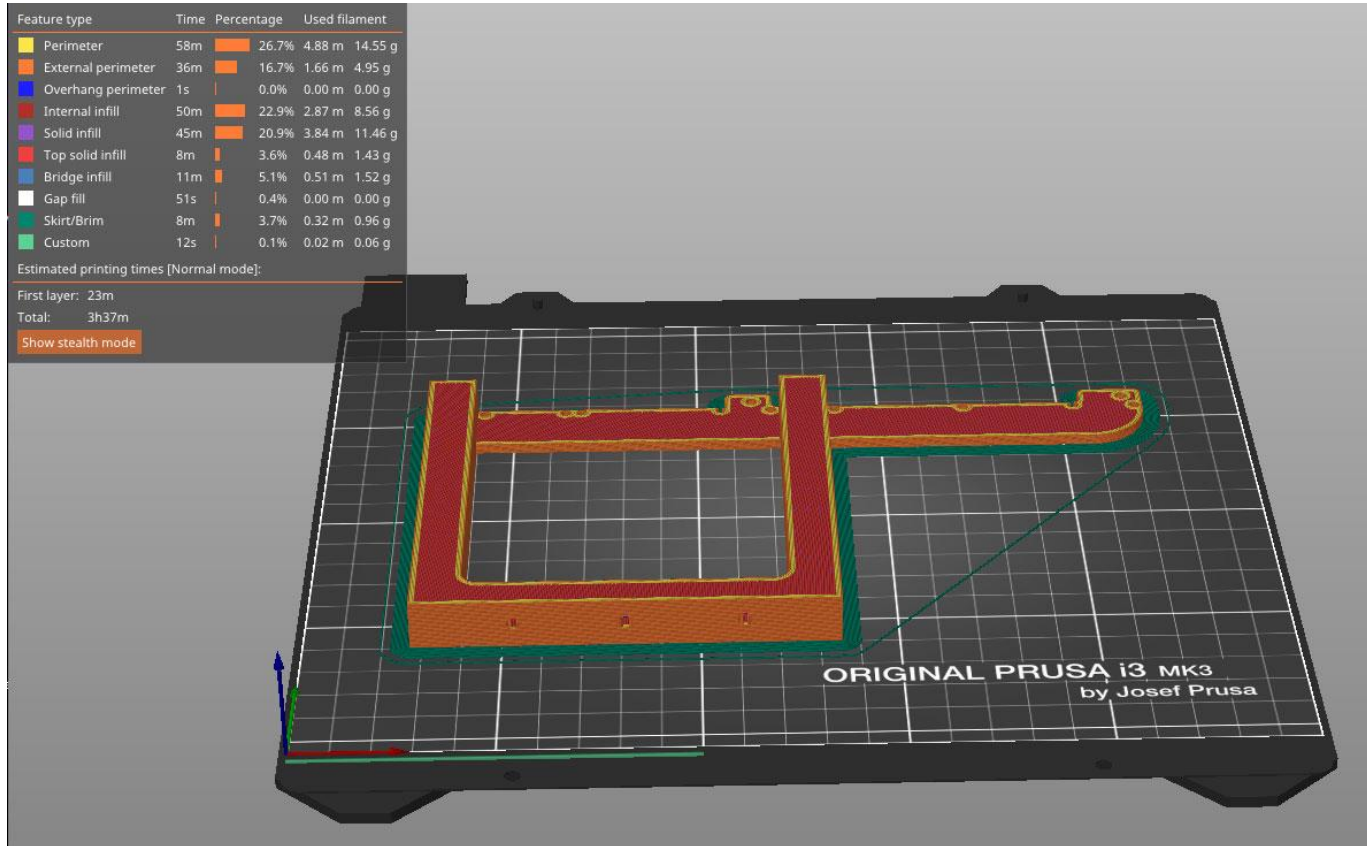 Feature type Time Percentage Used filament
Perimeter 58m 26.7% 4.88 m 14.55 g
External perimeter 36m 16.7% 1.66 m 4.95 g
Overhang perimeter 1s 0.0% 0.00 m 0.00 g
Internal infill 50m 22.9% 2.87 m 8.56 g
Solid infill 45m 20.9% 3.84 m 11.46 g
Top solid infill 8m 3.6% 0.48 m 1.43 g
Bridge infill 11m 5.1% 0.51 m 1.52 g
Gap fill 51s 0.4% 0.00 m 0.00 g
Skirt/Brim 8m 3.7% 0.32 m 0.96 g
Custom 12s 0.1% 0.02 m 0.06 g
Estimated printing times [Normal mode]:
First layer: 23m
Total: 3h37m
Show stealth mode
ORIGINAL PRUSA i3 MK3
by Josef Prusa